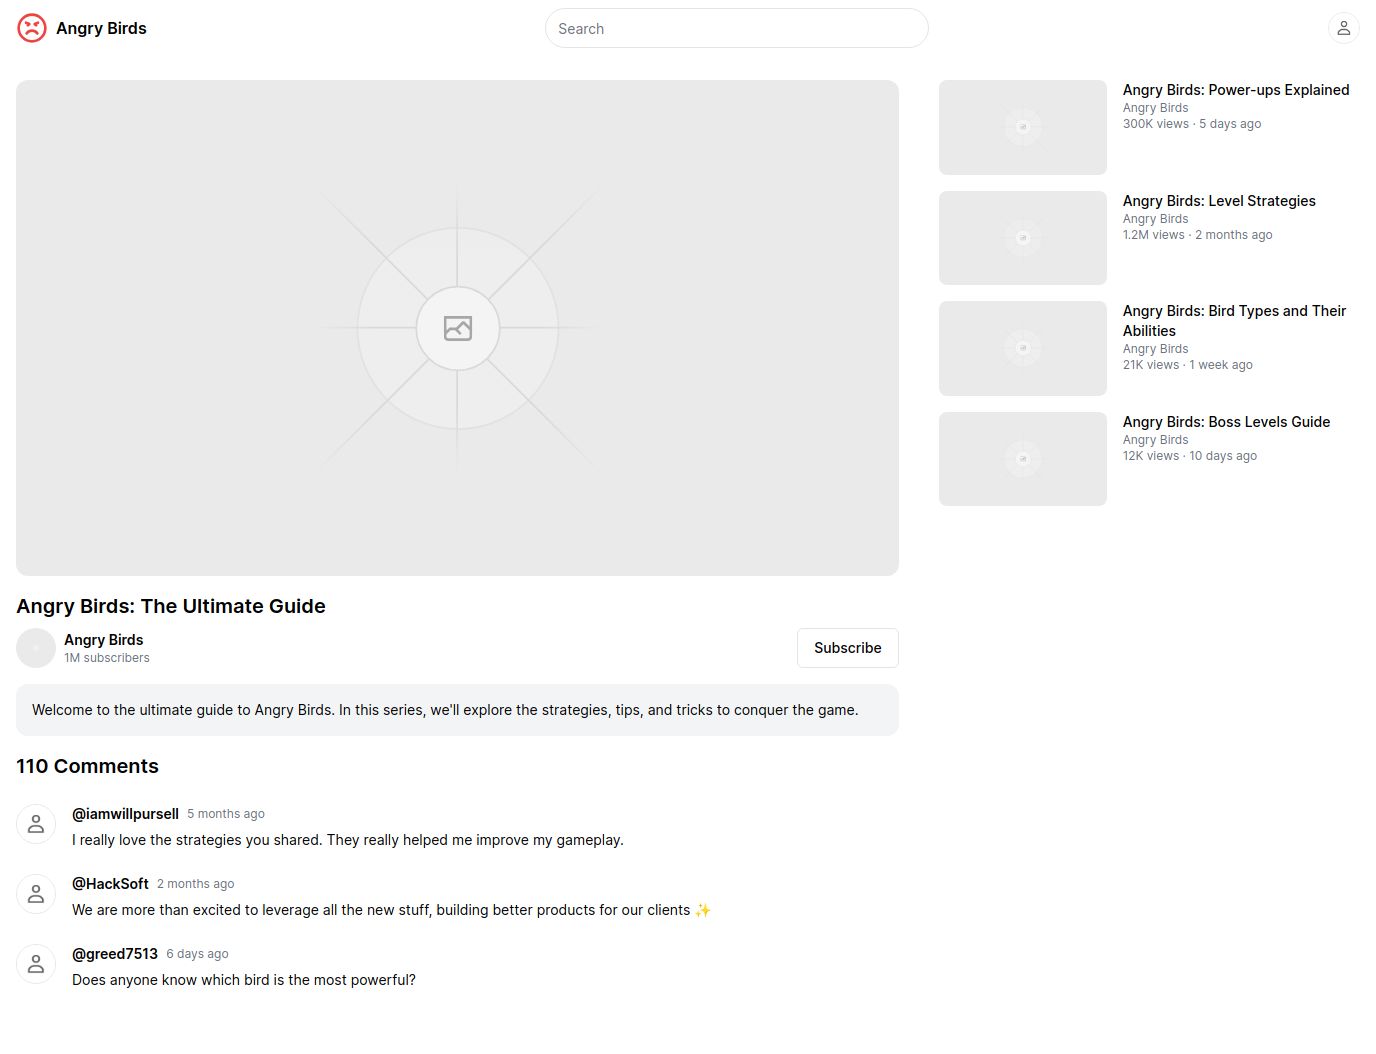 Angry Birds
Search
Angry Birds: The Ultimate Guide
Angry Birds
1M subscribers
Subscribe
Welcome to the ultimate guide to Angry Birds. In this series, we'll explore the strategies, tips, and tricks to conquer the game.
110 Comments
@iamwillpursell 5 months ago
I really love the strategies you shared. They really helped me improve my gameplay.
@HackSoft 2 months ago
We are more than excited to leverage all the new stuff, building better products for our clients ✨
@greed7513 6 days ago
Does anyone know which bird is the most powerful?
Angry Birds: Power-ups Explained
Angry Birds
300K views · 5 days ago
Angry Birds: Level Strategies
Angry Birds
1.2M views · 2 months ago
Angry Birds: Bird Types and Their
Abilities
Angry Birds
21K views · 1 week ago
Angry Birds: Boss Levels Guide
Angry Birds
12K views · 10 days ago